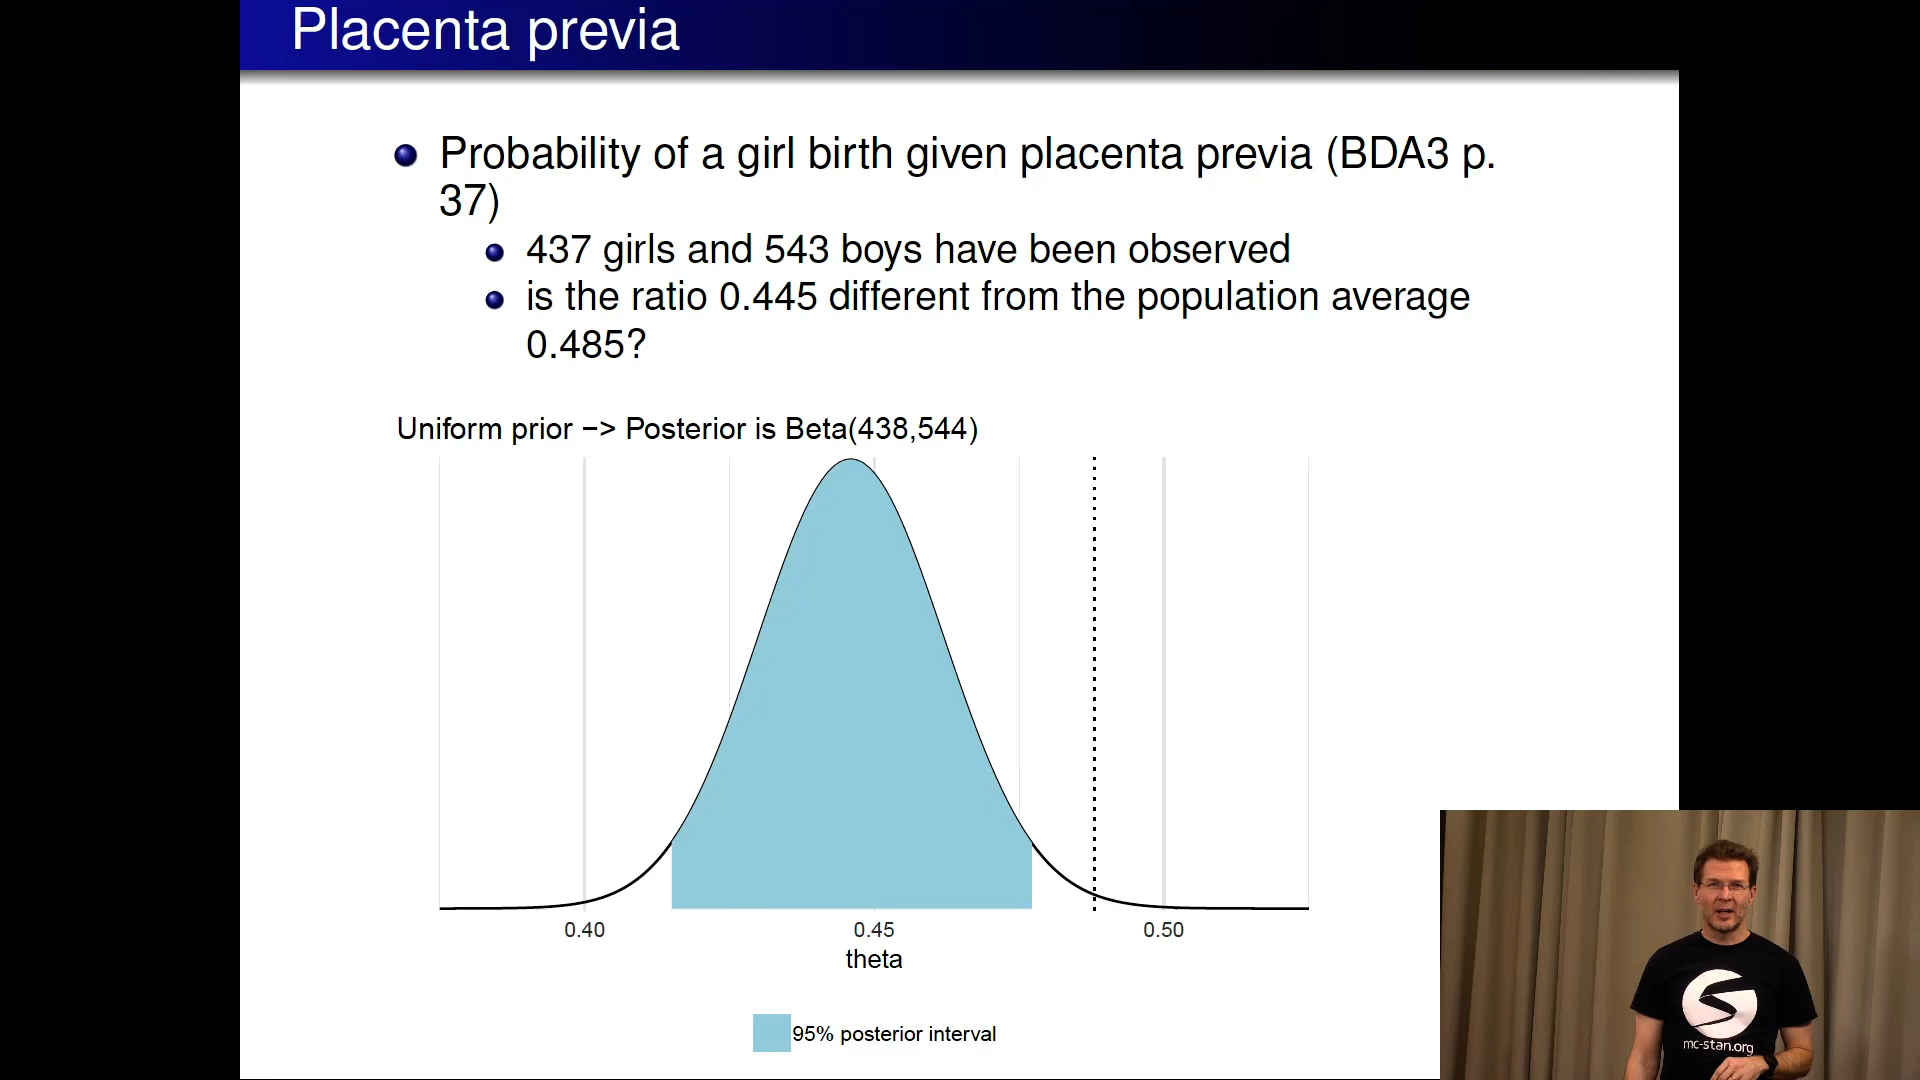 Placenta previa
Probability of a girl birth given placenta previa (BDA3 p.
37)
437 girls and 543 boys have been observed
is the ratio 0.445 different from the population average
0.485?
Uniform prior −> Posterior is Beta(438,544)
0.40 0.45 0.50
theta
95% posterior interval
mc-stan.org